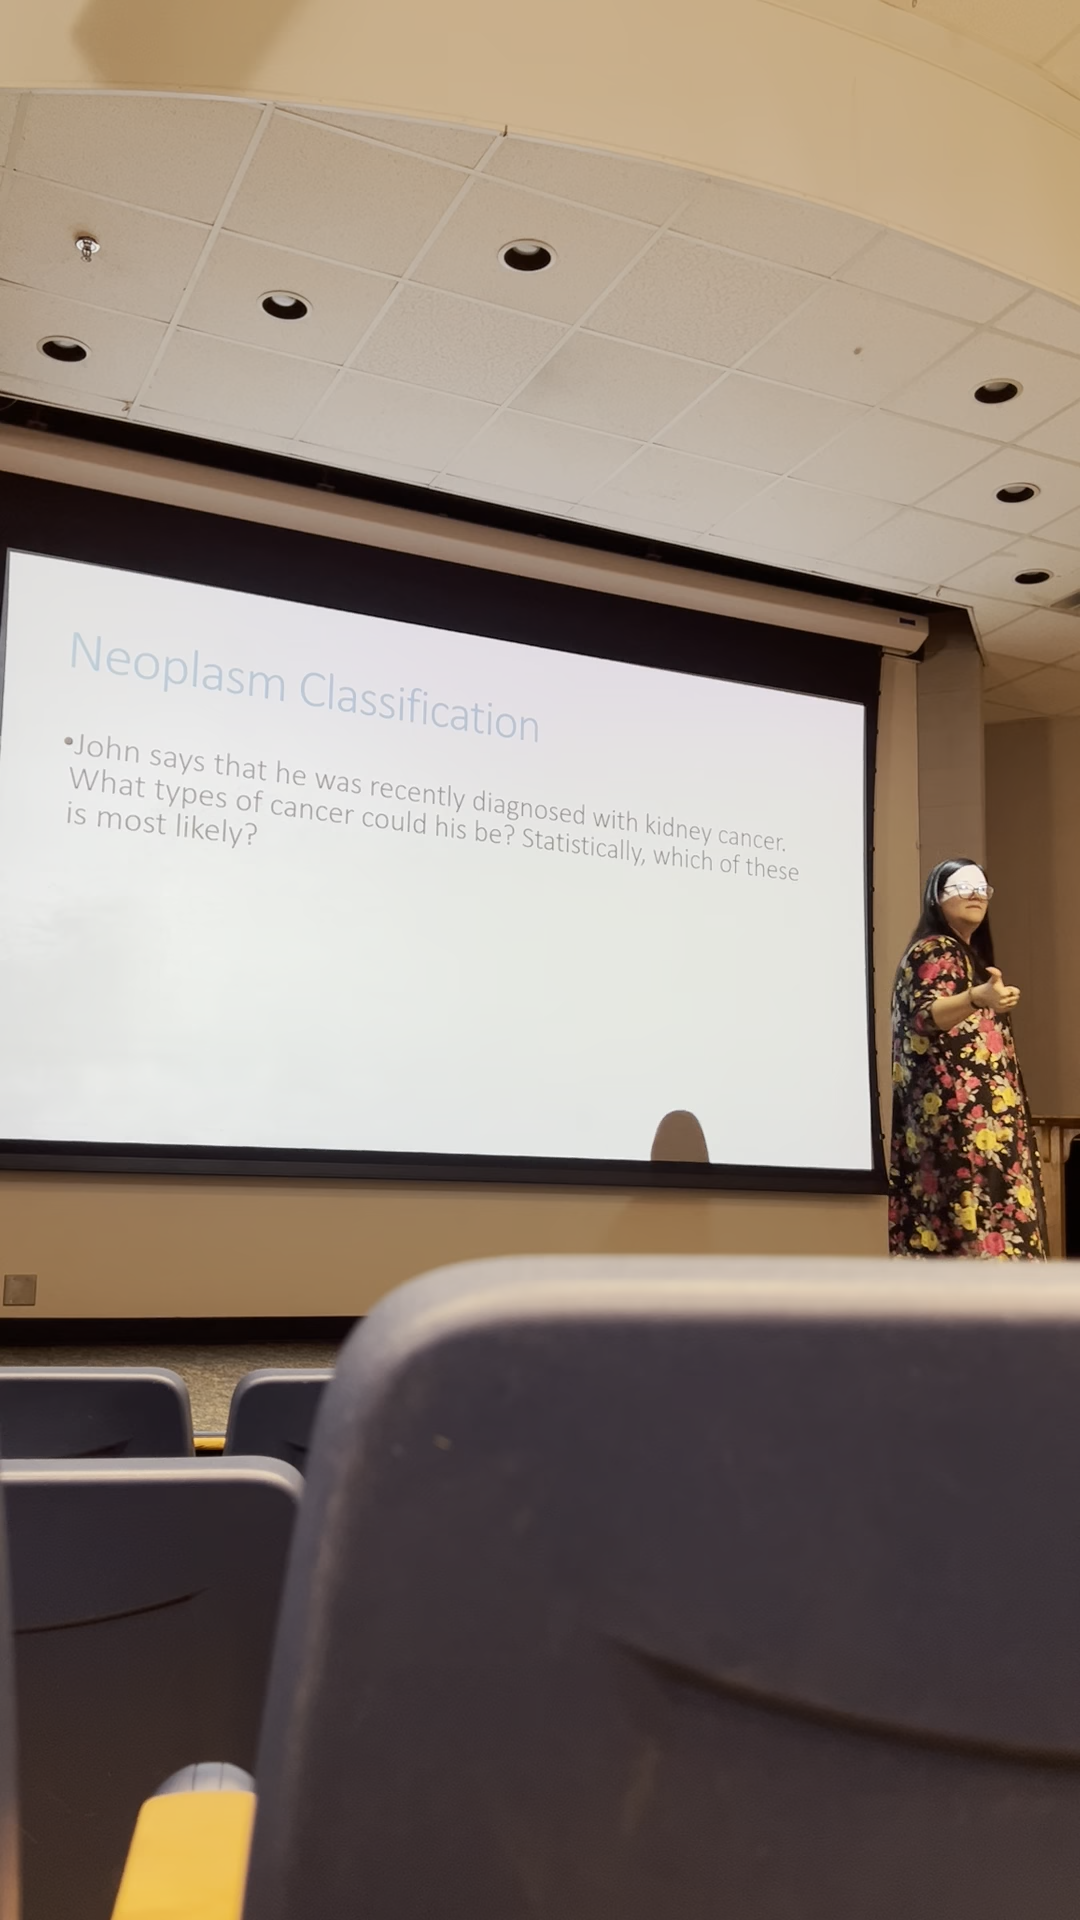 Neoplasm Classification
•John says that he was recently diagnosed with kidney cancer.
What types of cancer could his be? Statistically, which of these
is most likely?